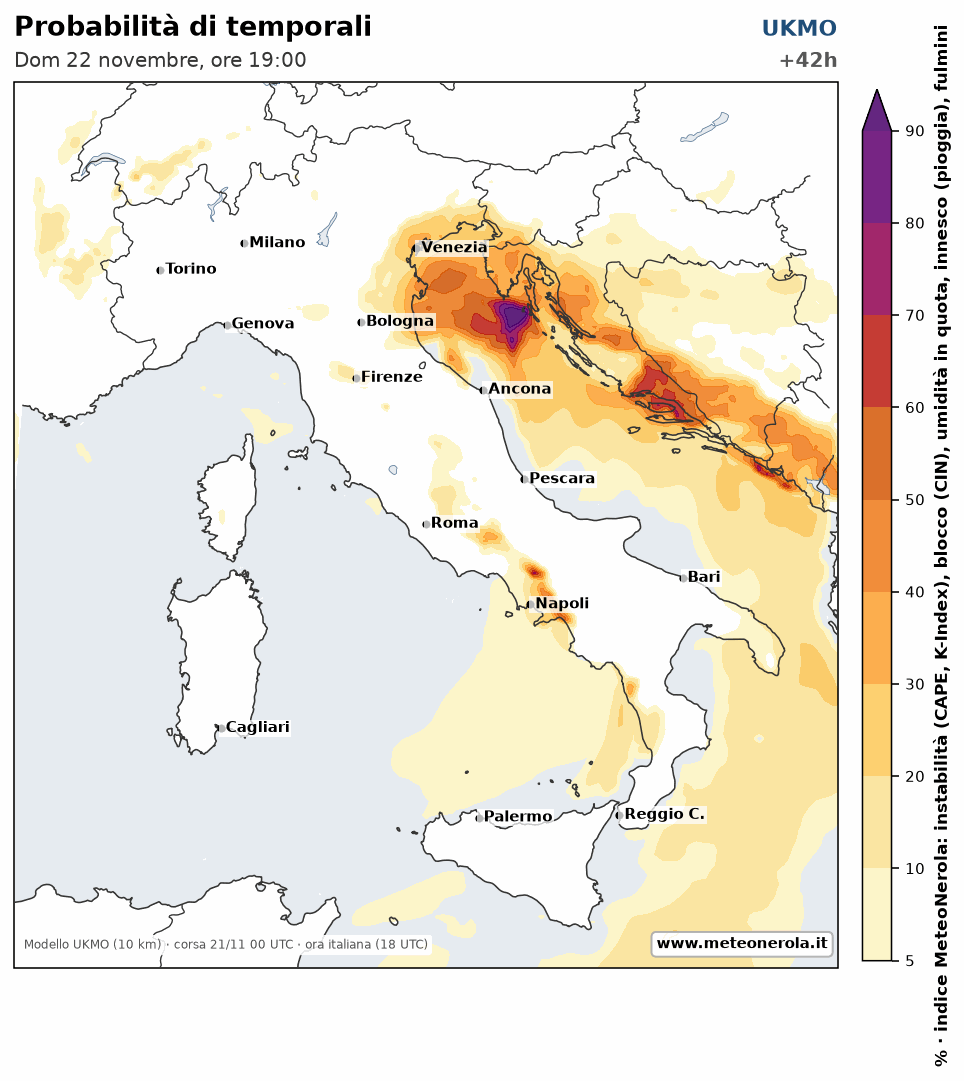 Probabilità di temporali
UKMO
Dom 22 novembre, ore 19:00
+42h
Milano
Venezia
Torino
Genova
Bologna
Firenze
Ancona
Pescara
Roma
Bari
Napoli
Cagliari
Palermo
Reggio C.
Modello UKMO (10 km) · corsa 21/11 00 UTC · ora italiana (18 UTC)
www.meteonerola.it
90
80
70
60
50
40
30
20
10
5
% · indice MeteoNerola: instabilità (CAPE, K-Index), blocco (CIN), umidità in quota, innesco (pioggia), fulmini